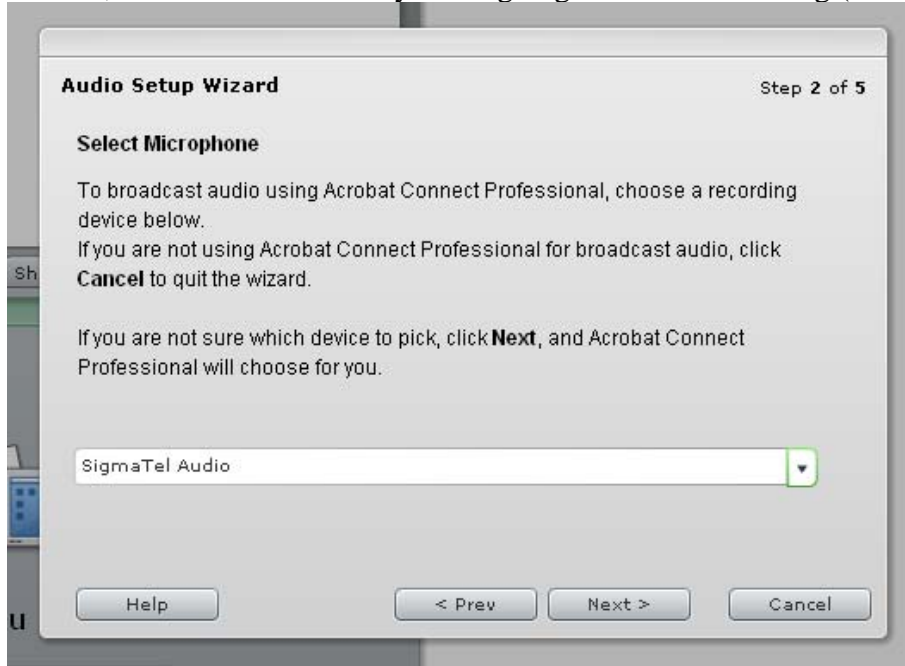 Audio Setup Wizard
Step 2 of 5
Select Microphone
To broadcast audio using Acrobat Connect Professional, choose a recording
device below.
If you are not using Acrobat Connect Professional for broadcast audio, click
Cancel to quit the wizard.
If you are not sure which device to pick, click Next, and Acrobat Connect
Professional will choose for you.
SigmaTel Audio
Help
< Prev
Next >
Cancel
Sh
u